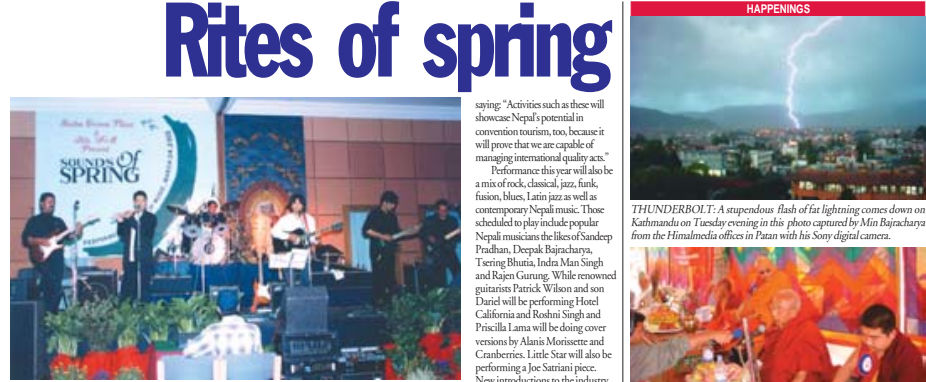 Rites of spring
SOUNDS Of
SPRING
saying: “Activities such as these will
showcase Nepal's potential in
convention tourism, too, because it
will prove that we are capable of
managing international quality acts.”
Performance this year will also be
a mix of rock, classical, jazz, funk,
fusion, blues, Latin jazz as well as
contemporary Nepali music. Those
scheduled to play include popular
Nepali musicians the likes of Sandeep
Pradhan, Deepak Bajracharya,
Tsering Bhutia, Indra Man Singh
and Rajen Gurung. While renowned
guitarists Patrick Wilson and son
Dariel will be performing Hotel
California and Roshni Singh and
Priscilla Lama will be doing cover
versions by Alanis Morissette and
Cranberries. Little Star will also be
performing a Joe Satriani piece.
New introductions to the industry
HAPPENINGS
THUNDERBOLT: A stupendous flash of fat lightning comes down on
Kathmandu on Tuesday evening in this photo captured by Min Bajracharya
from the Himalmedia offices in Patan with his Sony digital camera.